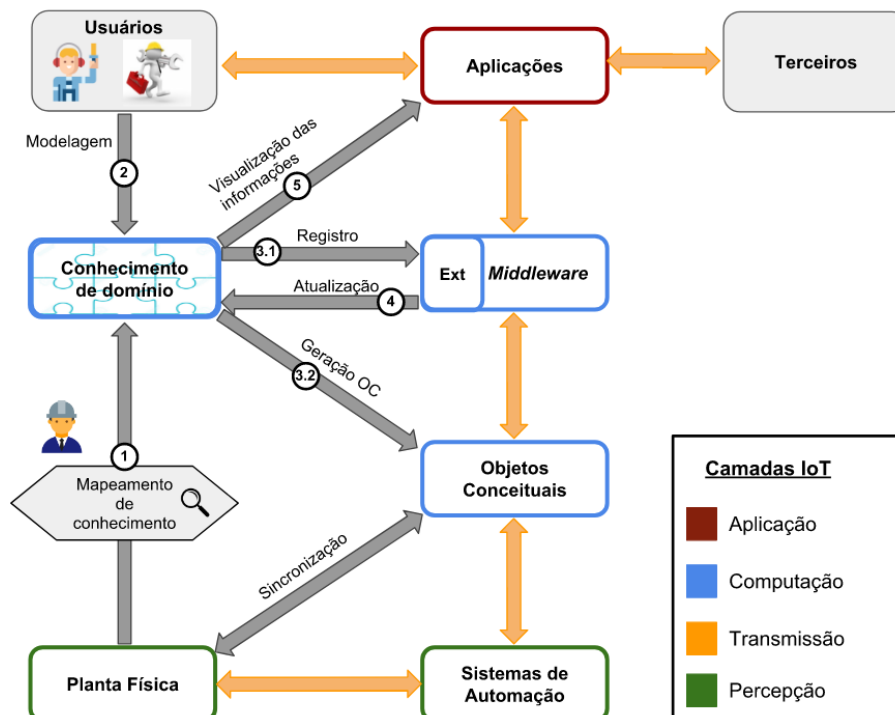 Usuários
Aplicações
Terceiros
Modelagem
2
Visualização das
informações
5
3.1
Registro
Conhecimento
de domínio
Ext
Middleware
Atualização
4
Geração OC
3.2
1
Mapeamento
de
conhecimento
Objetos
Conceituais
Sincronização
Planta Física
Sistemas de
Automação
Camadas IoT
Aplicação
Computação
Transmissão
Percepção